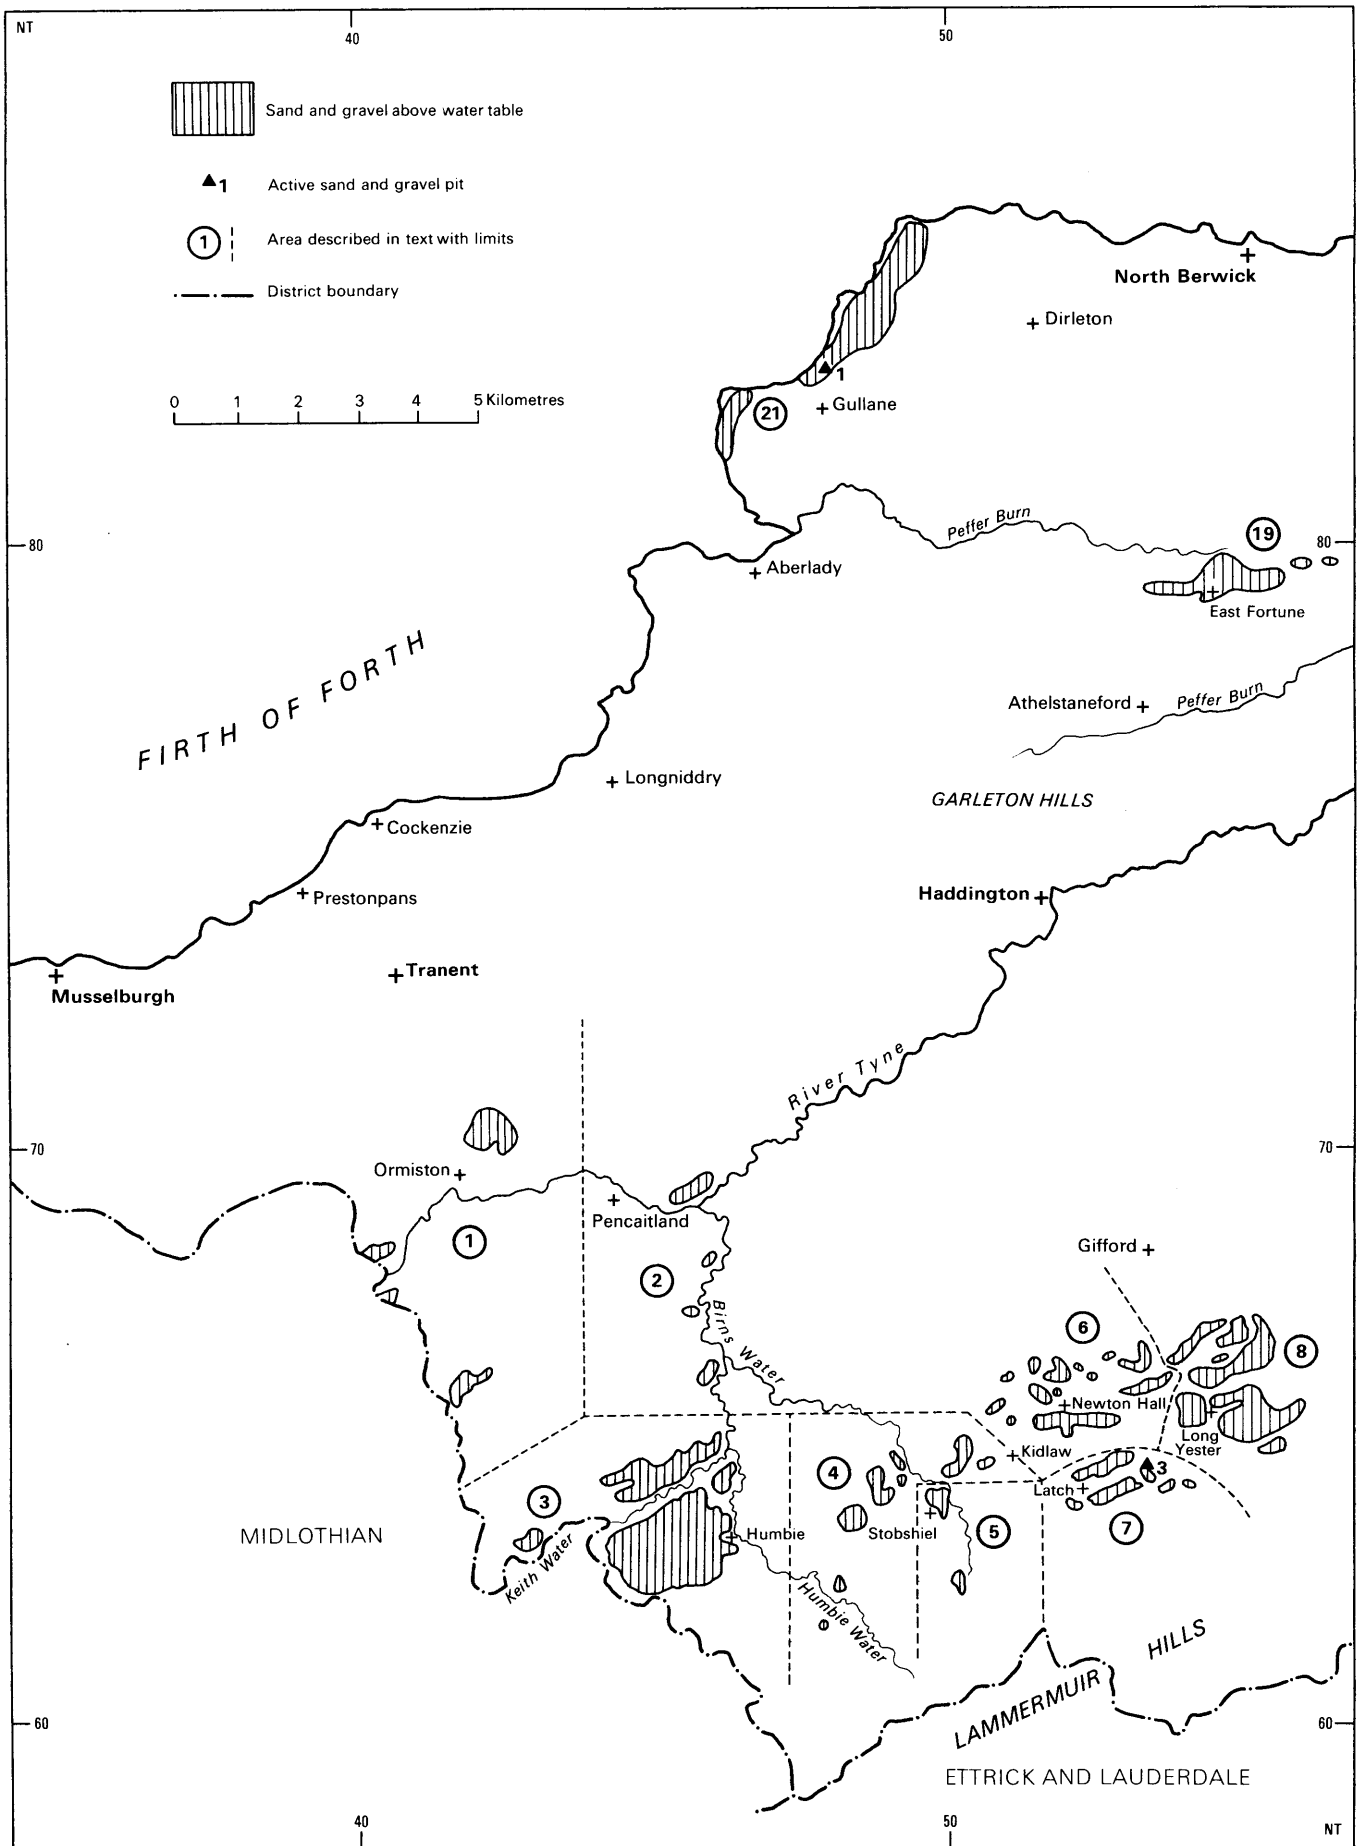 NT
40
50
Sand and gravel above water table
1
Active sand and gravel pit
1
Area described in text with limits
District boundary
North Berwick
Dirleton
1
0 1 2 3 4 5 Kilometres
21
Gullane
Peffer Burn
19
80
80
Aberlady
East Fortune
FIRTH OF FORTH
Athelstaneford
Peffer Burn
Longniddry
GARLETON HILLS
Cockenzie
Prestonpans
Haddington
Tranent
Musselburgh
River Tyne
70
70
Ormiston
Pencaitland
1
Gifford
2
Birns Water
6
8
Newton Hall
Long
Yester
Kidlaw
4
3
Latch
3
MIDLOTHIAN
Humbie
Stobshiel
5
7
Keith Water
Humbie Water
LAMMERMUIR HILLS
60
60
ETTRICK AND LAUDERDALE
40
50
NT